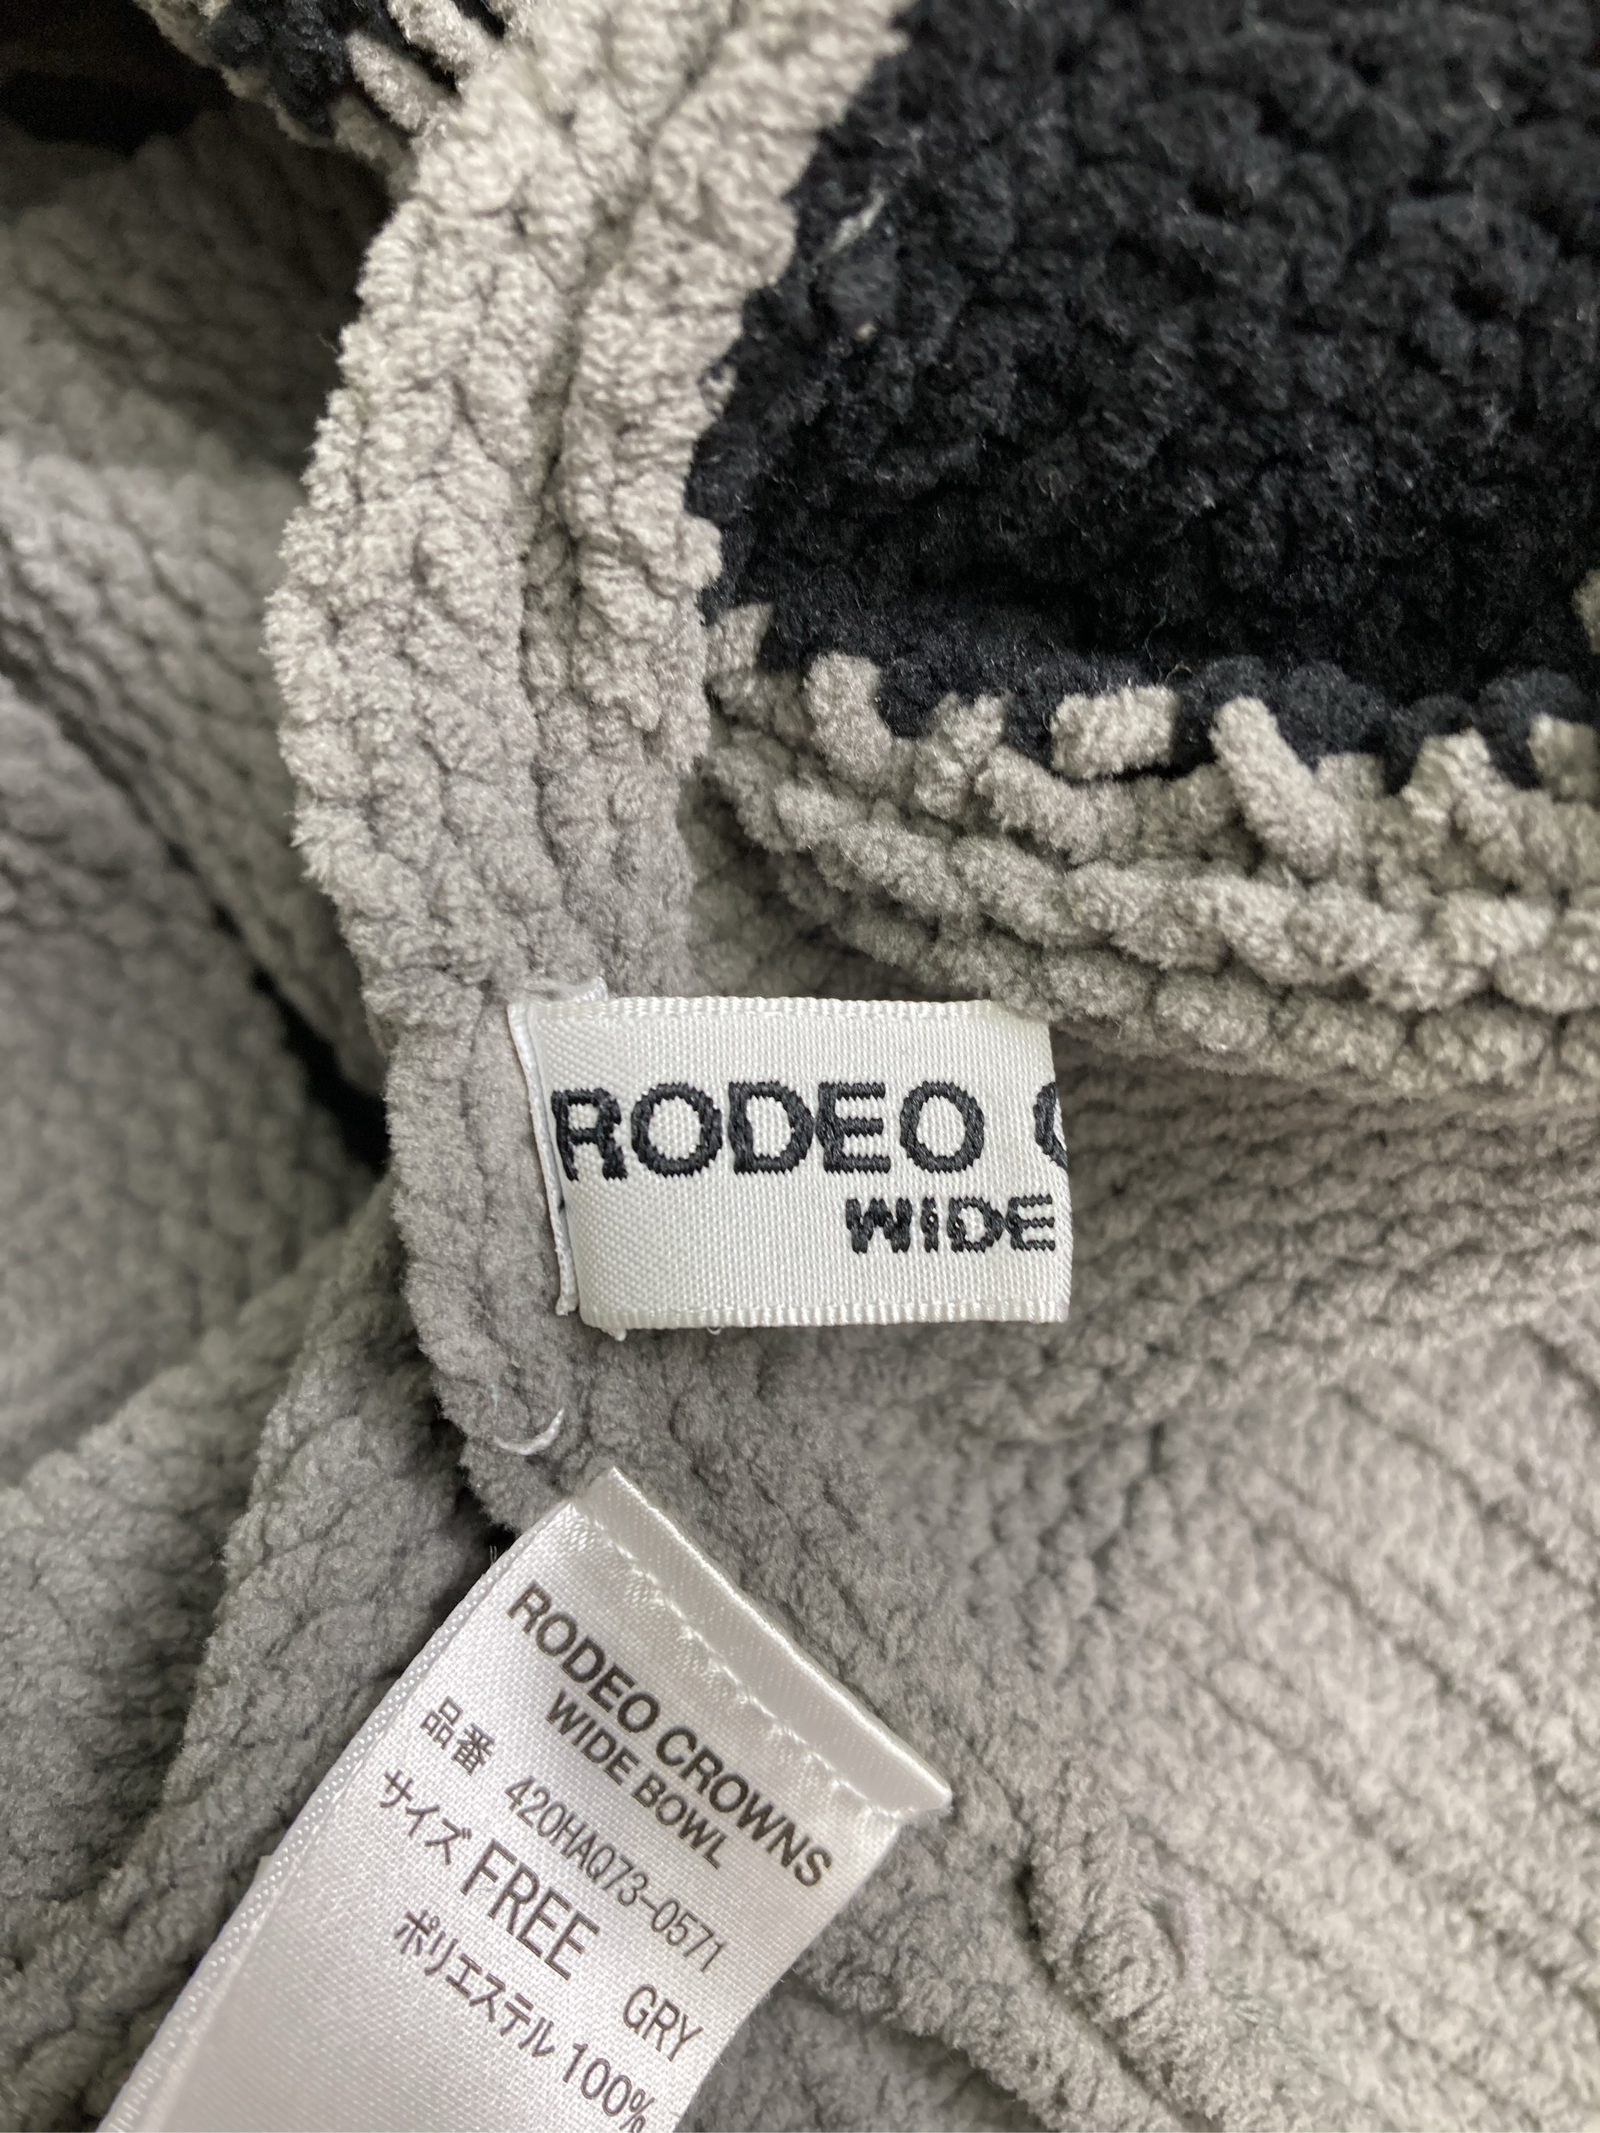 RODEO
WIDE
RODEO CROWNS
WIDE BOWL
品番 420HAQ73-0571
サイズ FREE GRY
ポリエステル 100%